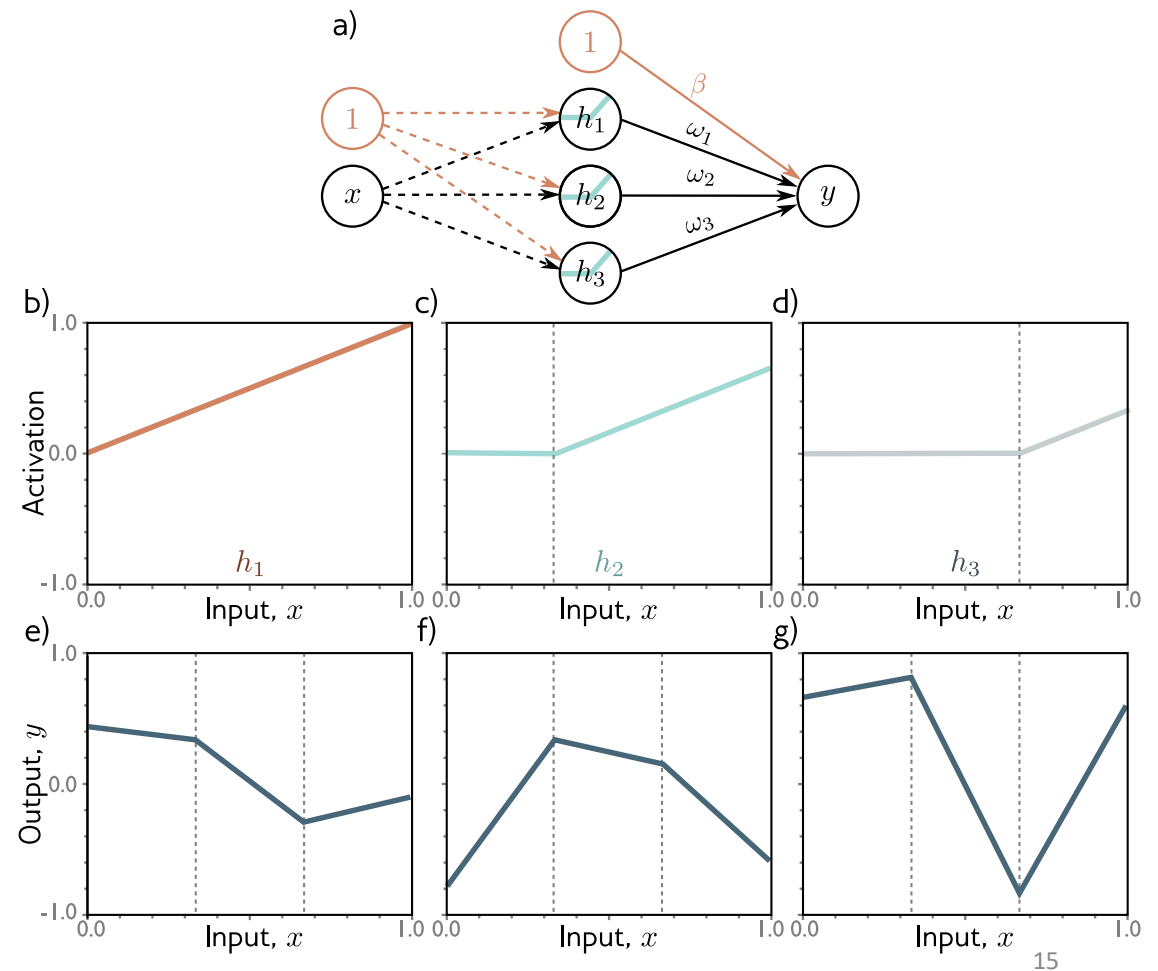 a)
1
β
1
h₁
ω₁
x
h₂
ω₂
y
h₃
ω₃
b)
c)
d)
1.0
0.0
-1.0
Activation
h₁
h₂
h₃
0.0
1.0
0.0
1.0
0.0
1.0
Input, x
Input, x
Input, x
e)
f)
g)
1.0
0.0
-1.0
Output, y
0.0
1.0
0.0
1.0
0.0
1.0
Input, x
Input, x
Input, x
15